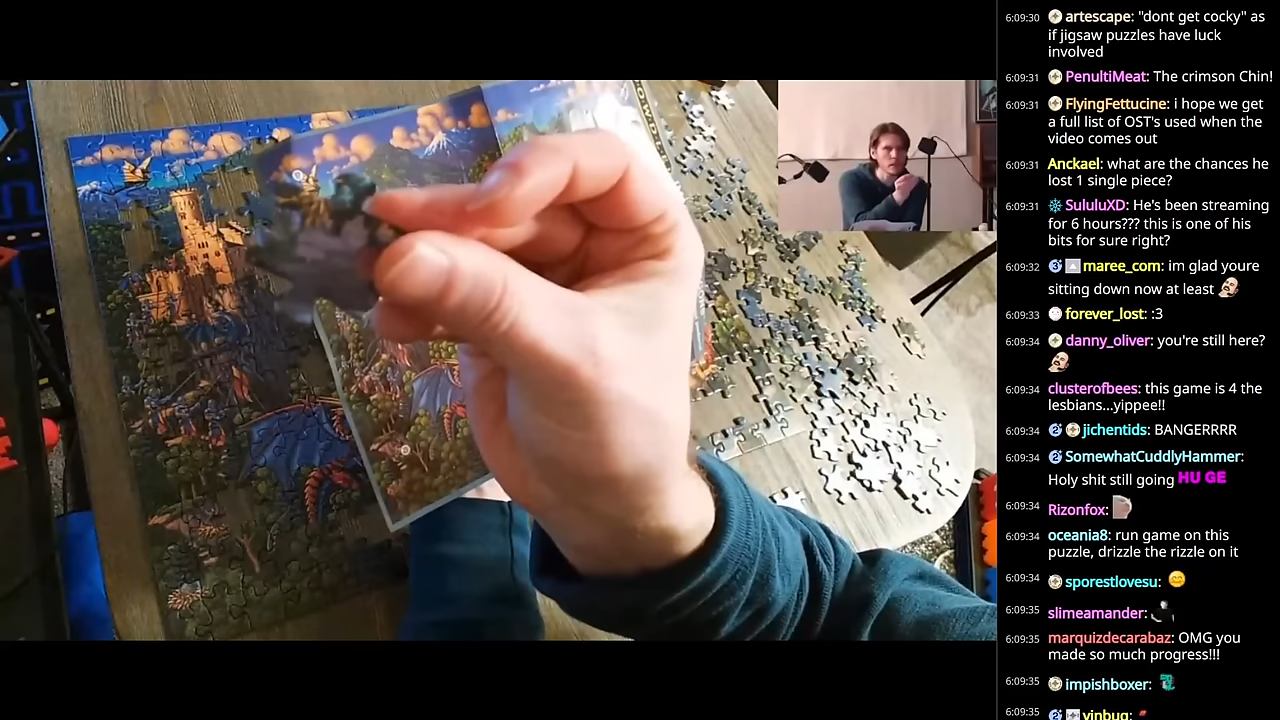 6:09:30 artescape: "dont get cocky" as
if jigsaw puzzles have luck
involved
6:09:31 PenultiMeat: The crimson Chin!
6:09:31 FlyingFettucine: i hope we get
a full list of OST's used when the
video comes out
6:09:31 Anckael: what are the chances he
lost 1 single piece?
6:09:31 SululuXD: He's been streaming
for 6 hours??? this is one of his
bits for sure right?
6:09:32 maree_com: im glad youre
sitting down now at least
6:09:33 forever_lost: :3
6:09:34 danny_oliver: you're still here?
6:09:34 clusterofbees: this game is 4 the
lesbians...yippee!!
6:09:34 jichentids: BANGERRRR
6:09:34 SomewhatCuddlyHammer:
Holy shit still going HU GE
6:09:34 Rizonfox:
6:09:34 oceania8: run game on this
puzzle, drizzle the rizzle on it
6:09:34 sporestlovesu:
6:09:35 slimeamander:
6:09:35 marquizdecarabaz: OMG you
made so much progress!!!
6:09:35 impishboxer:
6:09:35 vinbug: